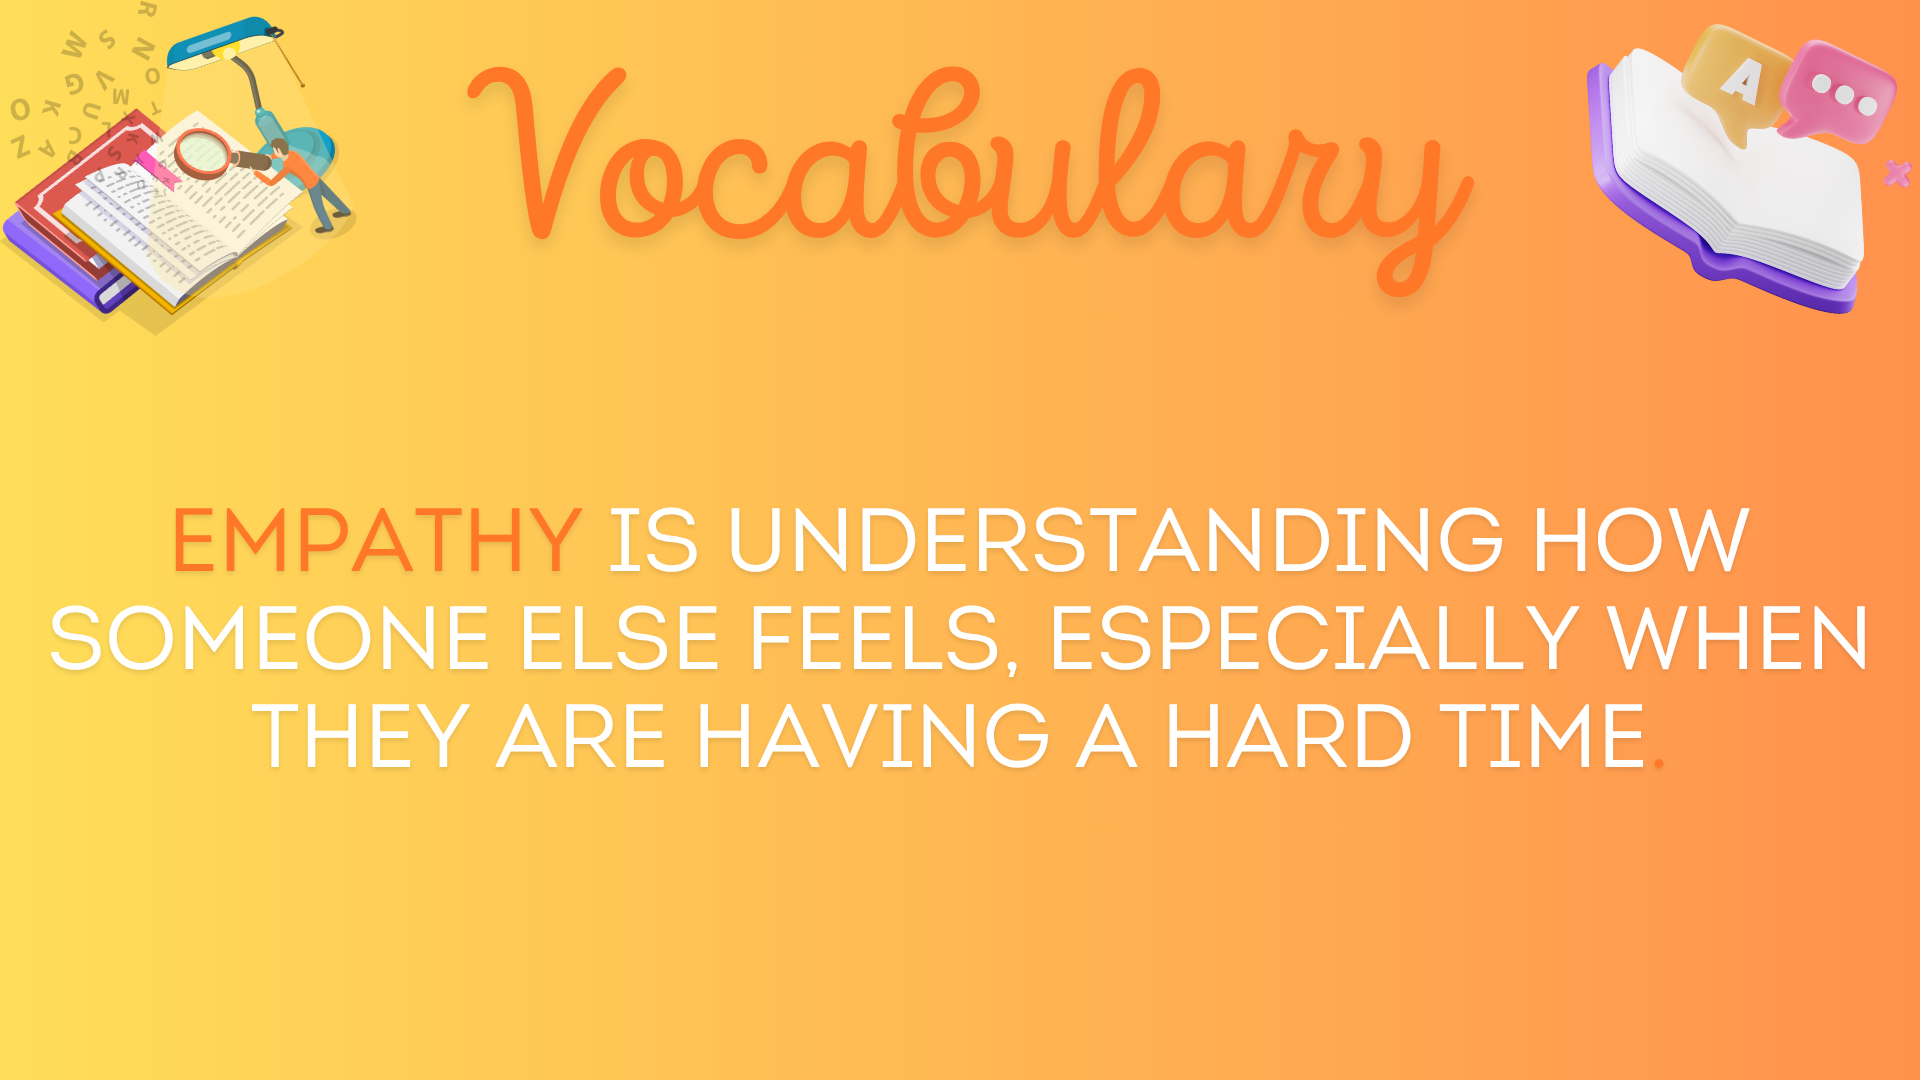 Vocabulary
EMPATHY IS UNDERSTANDING HOW
SOMEONE ELSE FEELS, ESPECIALLY WHEN
THEY ARE HAVING A HARD TIME.
A